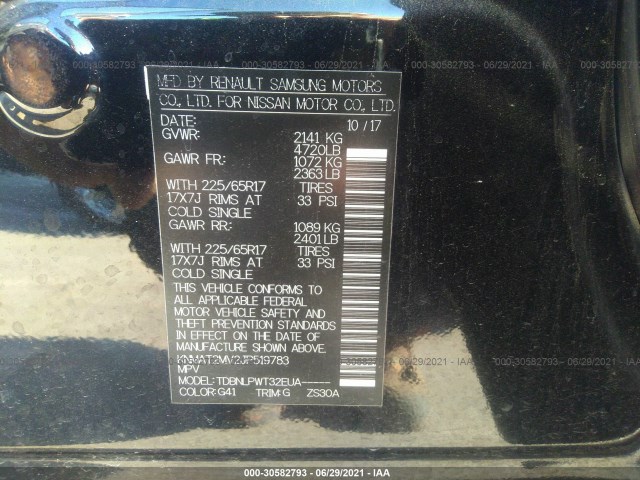 000-30582793 - 06/29/2021 - IAA
MFD BY RENAULT SAMSUNG MOTORS
CO., LTD. FOR NISSAN MOTOR CO., LTD.
DATE: 10 / 17
GVWR: 2141 KG
4720LB
GAWR FR: 1072 KG
2363 LB
WITH 225/65R17 TIRES
17X7J RIMS AT 33 PSI
COLD SINGLE
GAWR RR: 1089 KG
2401 LB
WITH 225/65R17 TIRES
17X7J RIMS AT 33 PSI
COLD SINGLE
THIS VEHICLE CONFORMS TO
ALL APPLICABLE FEDERAL
MOTOR VEHICLE SAFETY AND
THEFT PREVENTION STANDARDS
IN EFFECT ON THE DATE OF
MANUFACTURE SHOWN ABOVE.
KNMAT2MV2JP519783
MPV
MODEL:TDBNLPWT32EUA------
COLOR:G41 TRIM:G ZS30A
000-30582793 - 06/29/2021 - IAA